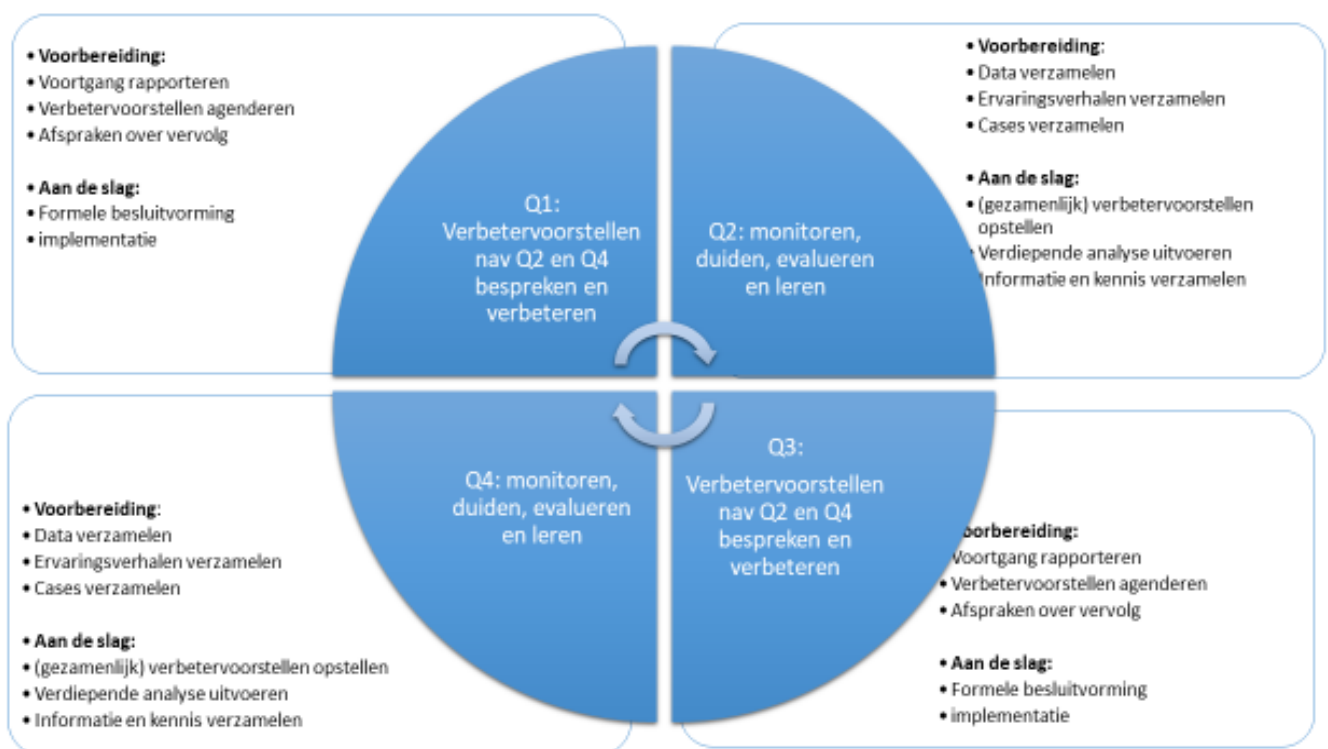 • Voorbereiding:
• Voortgang rapporteren
• Verbetervoorstellen agenderen
• Afspraken over vervolg
• Aan de slag:
• Formele besluitvorming
• implementatie
Q1:
Verbetervoorstellen
nav Q2 en Q4
bespreken en
verbeteren
Q2: monitoren,
duiden, evalueren
en leren
• Voorbereiding:
• Data verzamelen
• Ervaringsverhalen verzamelen
• Cases verzamelen
• Aan de slag:
• (gezamenlijk) verbetervoorstellen
opstellen
• Verdiepende analyse uitvoeren
Informatie en kennis verzamelen
• Voorbereiding:
• Data verzamelen
• Ervaringsverhalen verzamelen
• Cases verzamelen
• Aan de slag:
• (gezamenlijk) verbetervoorstellen opstellen
• Verdiepende analyse uitvoeren
• Informatie en kennis verzamelen
Q4: monitoren,
duiden, evalueren
en leren
Q3:
Verbetervoorstellen
nav Q2 en Q4
bespreken en
verbeteren
Voorbereiding:
Voortgang rapporteren
• Verbetervoorstellen agenderen
• Afspraken over vervolg
• Aan de slag:
• Formele besluitvorming
• implementatie